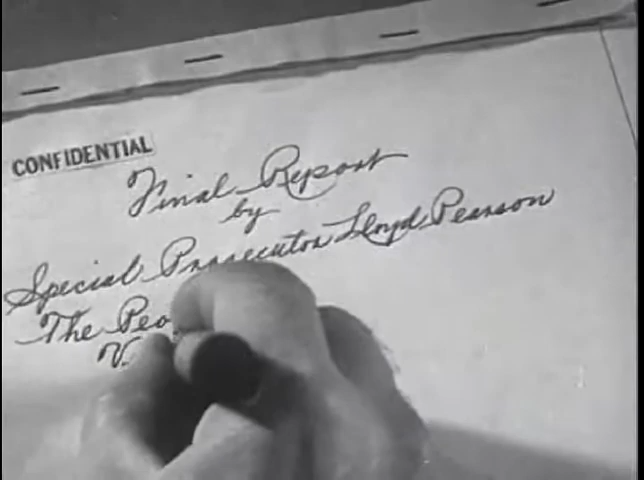 CONFIDENTIAL
Final Report
by
Special Prosecutor Lloyd Pearson
The Peo
V.